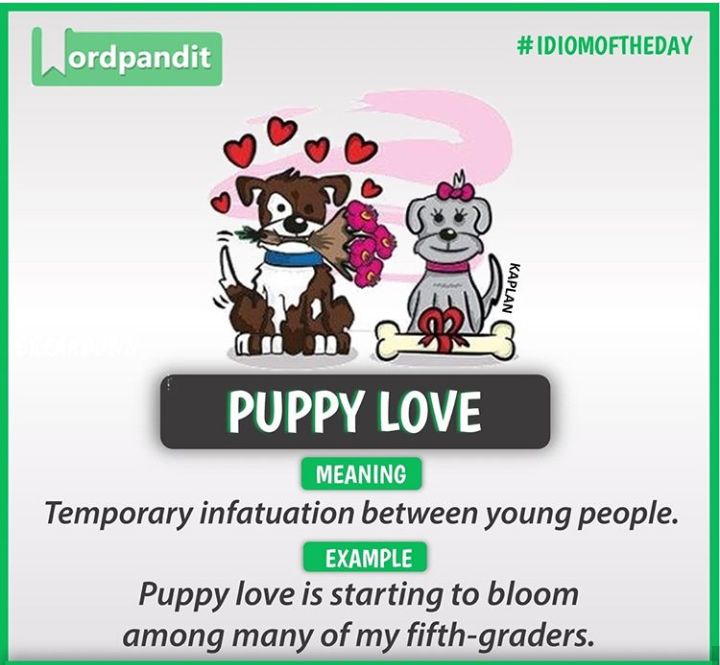 Wordpandit
#IDIOMOFTHEDAY
KAPLAN
PUPPY LOVE
MEANING
Temporary infatuation between young people.
EXAMPLE
Puppy love is starting to bloom
among many of my fifth-graders.